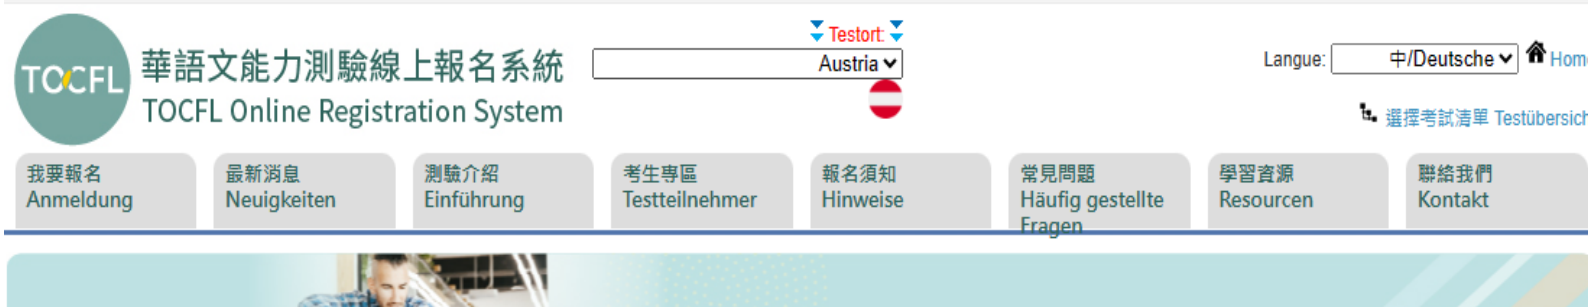 Testort:
TOCFL
華語文能力測驗線上報名系統
TOCFL Online Registration System
Austria
Langue: 中/Deutsche
選擇考試清單
我要報名
Anmeldung
最新消息
Neuigkeiten
測驗介紹
Einführung
考生專區
Testteilnehmer
報名須知
Hinweise
常見問題
Häufig gestellte
Fragen
學習資源
Resourcen
聯絡我們
Kontakt